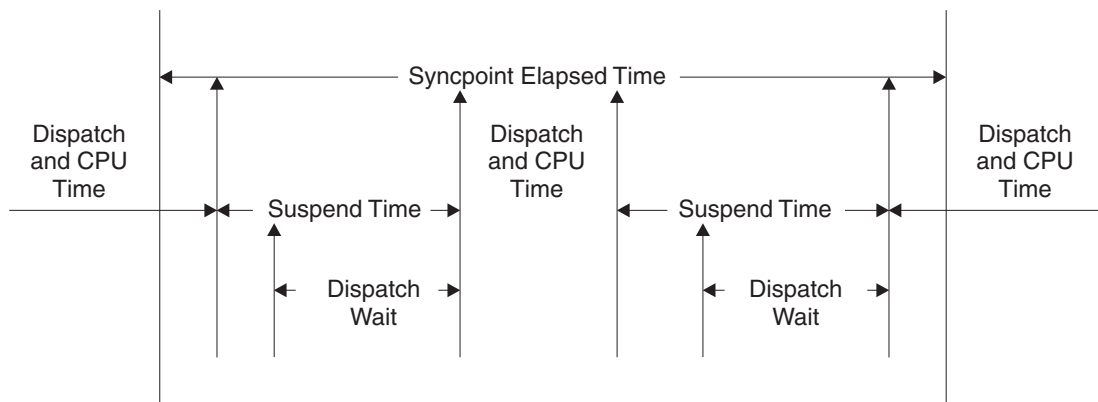 Syncpoint Elapsed Time
Dispatch
and CPU
Time
Dispatch
and CPU
Time
Dispatch
and CPU
Time
Suspend Time
Suspend Time
Dispatch
Wait
Dispatch
Wait